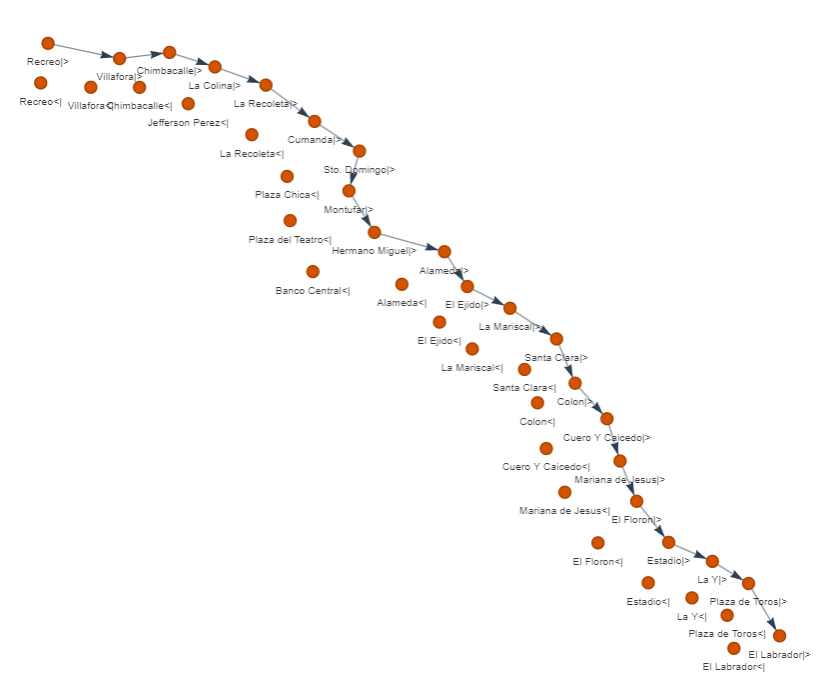 Recreo|>
Villafora|>
Chimbacalle|>
La Colina|>
La Recoleta|>
Recreo<|
Villafora<|
Chimbacalle<|
Jefferson Perez<|
Cumanda|>
La Recoleta<|
Sto. Domingo|>
Plaza Chica<|
Montufar|>
Plaza del Teatro<|
Hermano Miguel|>
Alameda|>
Banco Central<|
Alameda<|
El Ejido|>
La Mariscal|>
El Ejido<|
Santa Clara|>
La Mariscal<|
Santa Clara<|
Colon|>
Colon<|
Cuero Y Caicedo|>
Cuero Y Caicedo<|
Mariana de Jesus|>
Mariana de Jesus<|
El Floron|>
El Floron<|
Estadio|>
La Y|>
Estadio<|
Plaza de Toros|>
La Y<|
Plaza de Toros<|
El Labrador|>
El Labrador<|